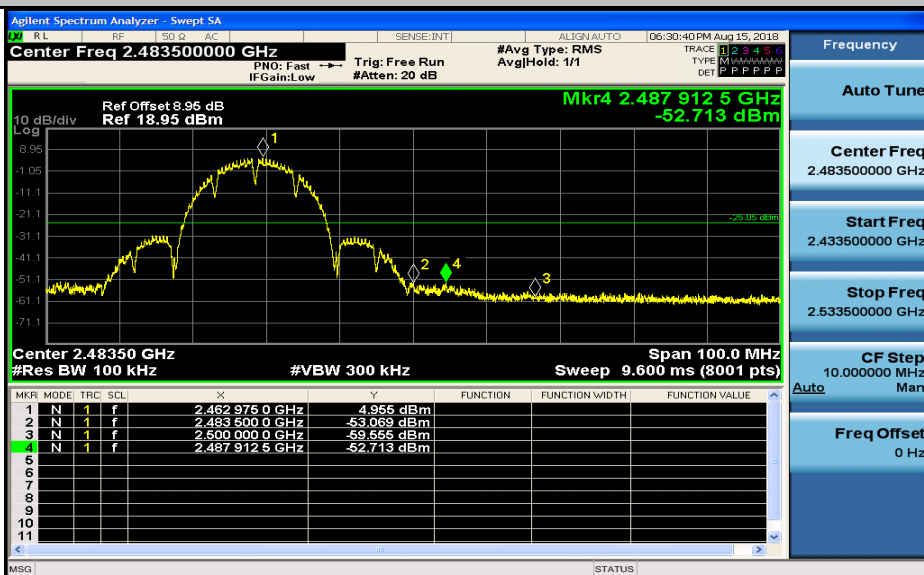 Agilent Spectrum Analyzer - Swept SA
LXI RL RF 50 Ω AC SENSE:INT ALIGN AUTO 06:30:40 PM Aug 15, 2018
Center Freq 2.483500000 GHz
PNO: Fast
IFGain:Low
Trig: Free Run
#Atten: 20 dB
#Avg Type: RMS
Avg|Hold: 1/1
TRACE 1 2 3 4 5 6
TYPE M W W W W W
DET P P P P P P
Mkr4 2.487 912 5 GHz
-52.713 dBm
Ref Offset 8.95 dB
10 dB/div Ref 18.95 dBm
Log
8.95
-1.05
-11.1
-21.1
-31.1
-41.1
-51.1
-61.1
-71.1
1
2
4
3
-25.05 dBm
Center 2.48350 GHz Span 100.0 MHz
#Res BW 100 kHz #VBW 300 kHz Sweep 9.600 ms (8001 pts)
MKR MODE TRC SCL X Y FUNCTION FUNCTION WIDTH FUNCTION VALUE
1 N 1 f 2.462 975 0 GHz 4.955 dBm
2 N 1 f 2.483 500 0 GHz -53.069 dBm
3 N 1 f 2.500 000 0 GHz -59.555 dBm
4 N 1 f 2.487 912 5 GHz -52.713 dBm
5
6
7
8
9
10
11
MSG STATUS
Frequency
Auto Tune
Center Freq
2.483500000 GHz
Start Freq
2.433500000 GHz
Stop Freq
2.533500000 GHz
CF Step
10.000000 MHz
Auto Man
Freq Offset
0 Hz